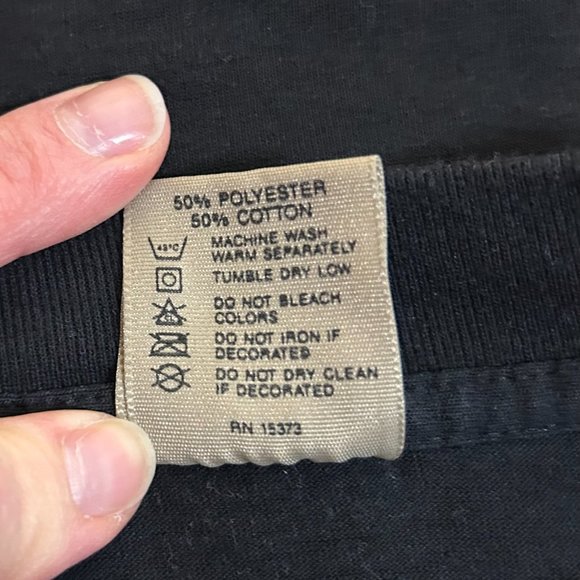 50% POLYESTER
50% COTTON
MACHINE WASH
WARM SEPARATELY
TUMBLE DRY LOW
DO NOT BLEACH
COLORS
DO NOT IRON IF
DECORATED
DO NOT DRY CLEAN
IF DECORATED
RN 15373